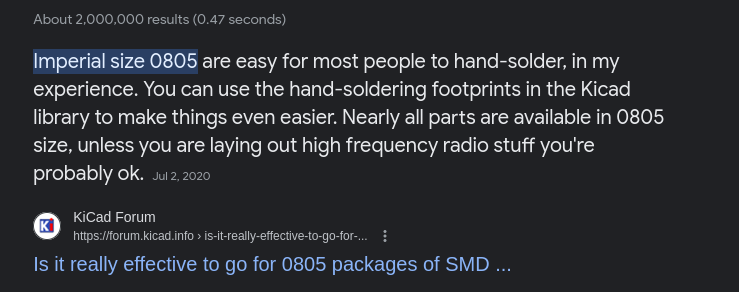 About 2,000,000 results (0.47 seconds)
Imperial size 0805 are easy for most people to hand-solder, in my
experience. You can use the hand-soldering footprints in the Kicad
library to make things even easier. Nearly all parts are available in 0805
size, unless you are laying out high frequency radio stuff you're
probably ok. Jul 2, 2020
KiCad Forum
https://forum.kicad.info › is-it-really-effective-to-go-for-...
Is it really effective to go for 0805 packages of SMD ...